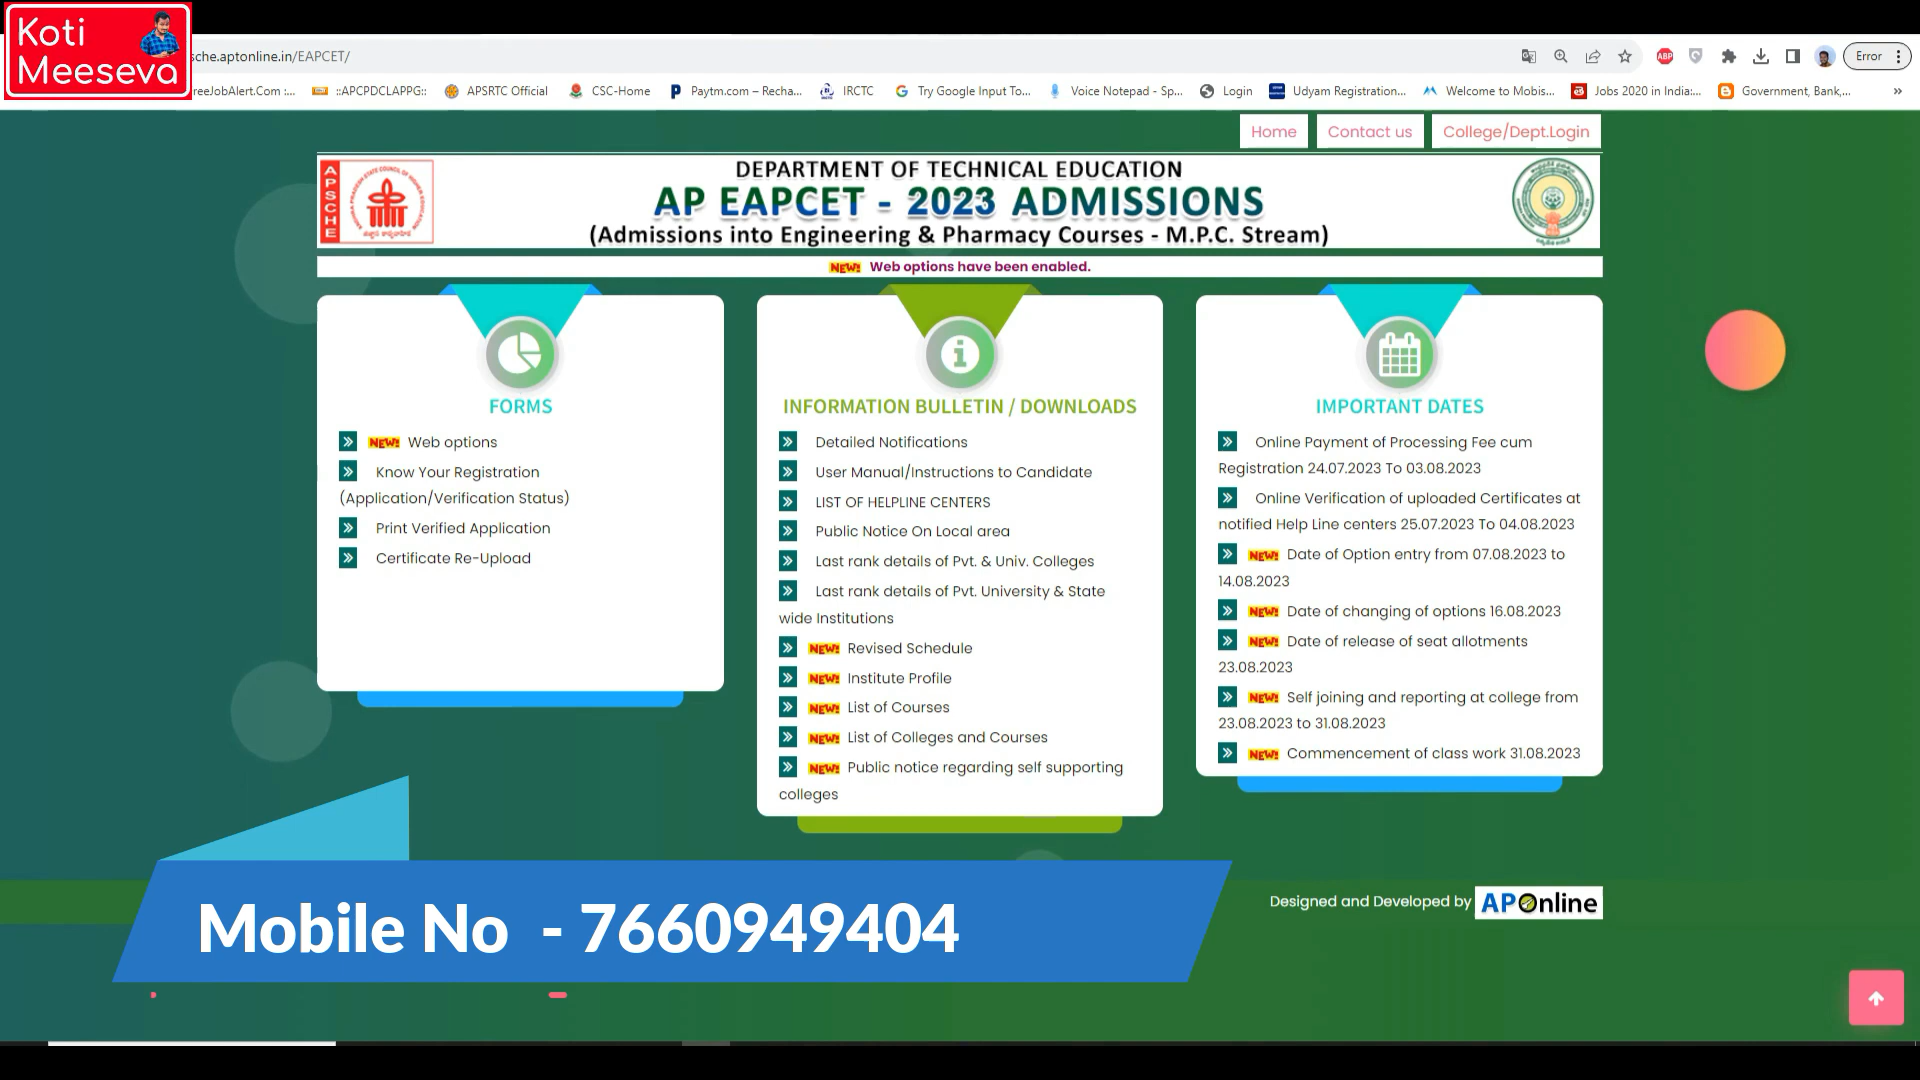 Koti
Meeseva
sche.aptonline.in/EAPCET/
ABP
Error
reeJobAlert.Com :...
::APCPDCLAPPG::
APSRTC Official
CSC-Home
Paytm.com – Recha...
IRCTC
Try Google Input To...
Voice Notepad - Sp...
Login
Udyam Registration...
Welcome to Mobis...
Jobs 2020 in India:...
Government, Bank,...
»
Home
Contact us
College/Dept.Login
APSCHE
DEPARTMENT OF TECHNICAL EDUCATION
AP EAPCET - 2023 ADMISSIONS
(Admissions into Engineering & Pharmacy Courses - M.P.C. Stream)
NEW! Web options have been enabled.
FORMS
NEW! Web options
Know Your Registration
(Application/Verification Status)
Print Verified Application
Certificate Re-Upload
INFORMATION BULLETIN / DOWNLOADS
Detailed Notifications
User Manual/Instructions to Candidate
LIST OF HELPLINE CENTERS
Public Notice On Local area
Last rank details of Pvt. & Univ. Colleges
Last rank details of Pvt. University & State
wide Institutions
NEW! Revised Schedule
NEW! Institute Profile
NEW! List of Courses
NEW! List of Colleges and Courses
NEW! Public notice regarding self supporting
colleges
IMPORTANT DATES
Online Payment of Processing Fee cum
Registration 24.07.2023 To 03.08.2023
Online Verification of uploaded Certificates at
notified Help Line centers 25.07.2023 To 04.08.2023
NEW! Date of Option entry from 07.08.2023 to
14.08.2023
NEW! Date of changing of options 16.08.2023
NEW! Date of release of seat allotments
23.08.2023
NEW! Self joining and reporting at college from
23.08.2023 to 31.08.2023
NEW! Commencement of class work 31.08.2023
Mobile No - 7660949404
Designed and Developed by APOnline